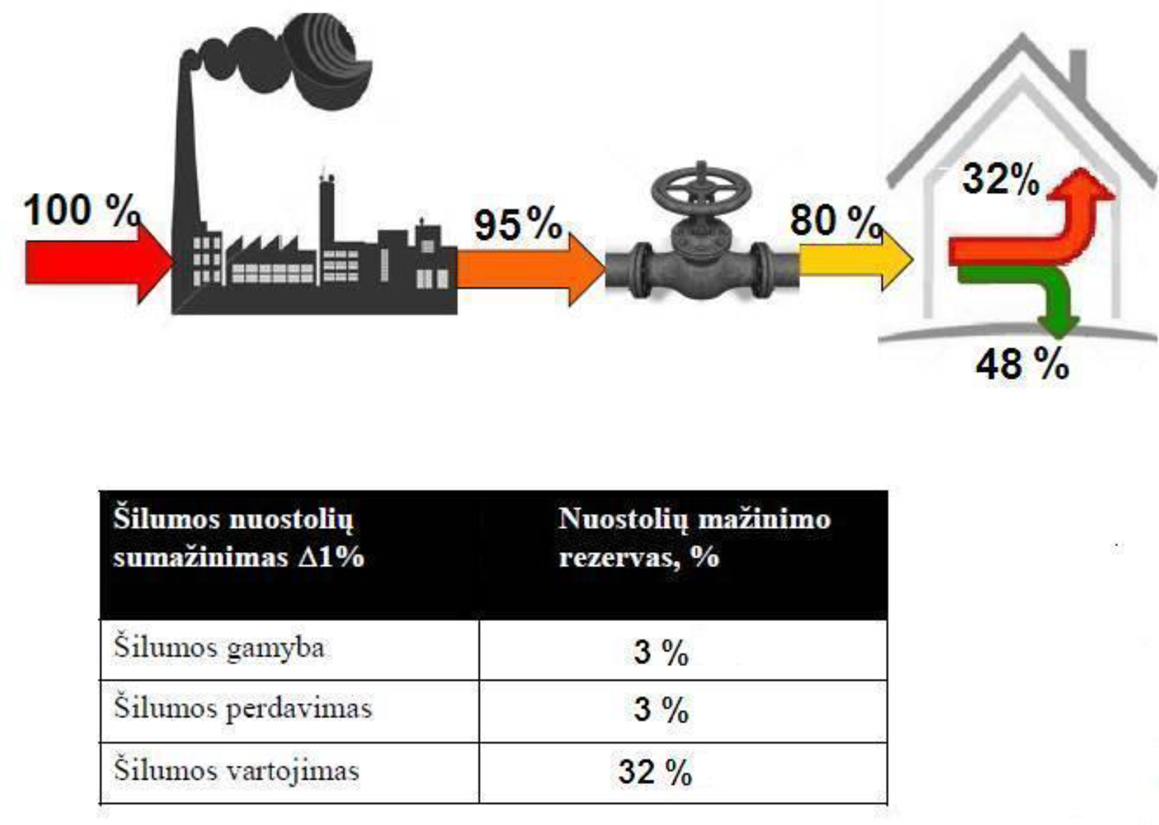 100 %
95%
80 %
32%
48 %
Šilumos nuostolių
sumažinimas Δ1%
Nuostolių mažinimo
rezervas, %
Šilumos gamyba
3 %
Šilumos perdavimas
3 %
Šilumos vartojimas
32 %